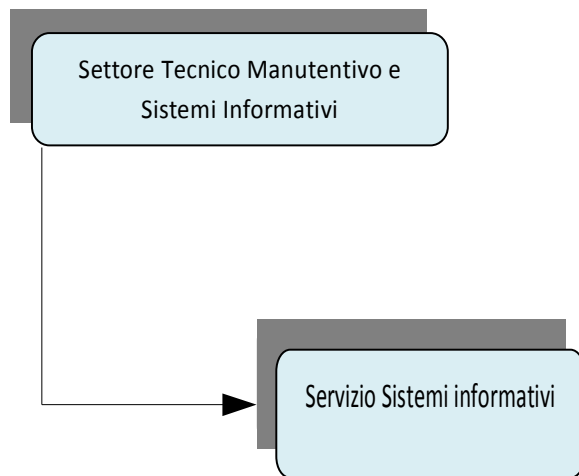 Settore Tecnico Manutentivo e
Sistemi Informativi
Servizio Sistemi informativi